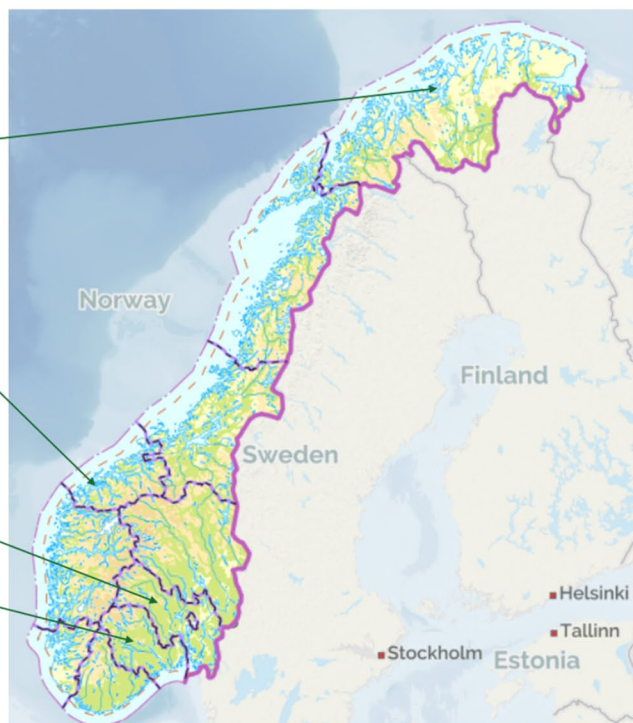 Norway
Finland
Sweden
Helsinki
Tallinn
Stockholm
Estonia